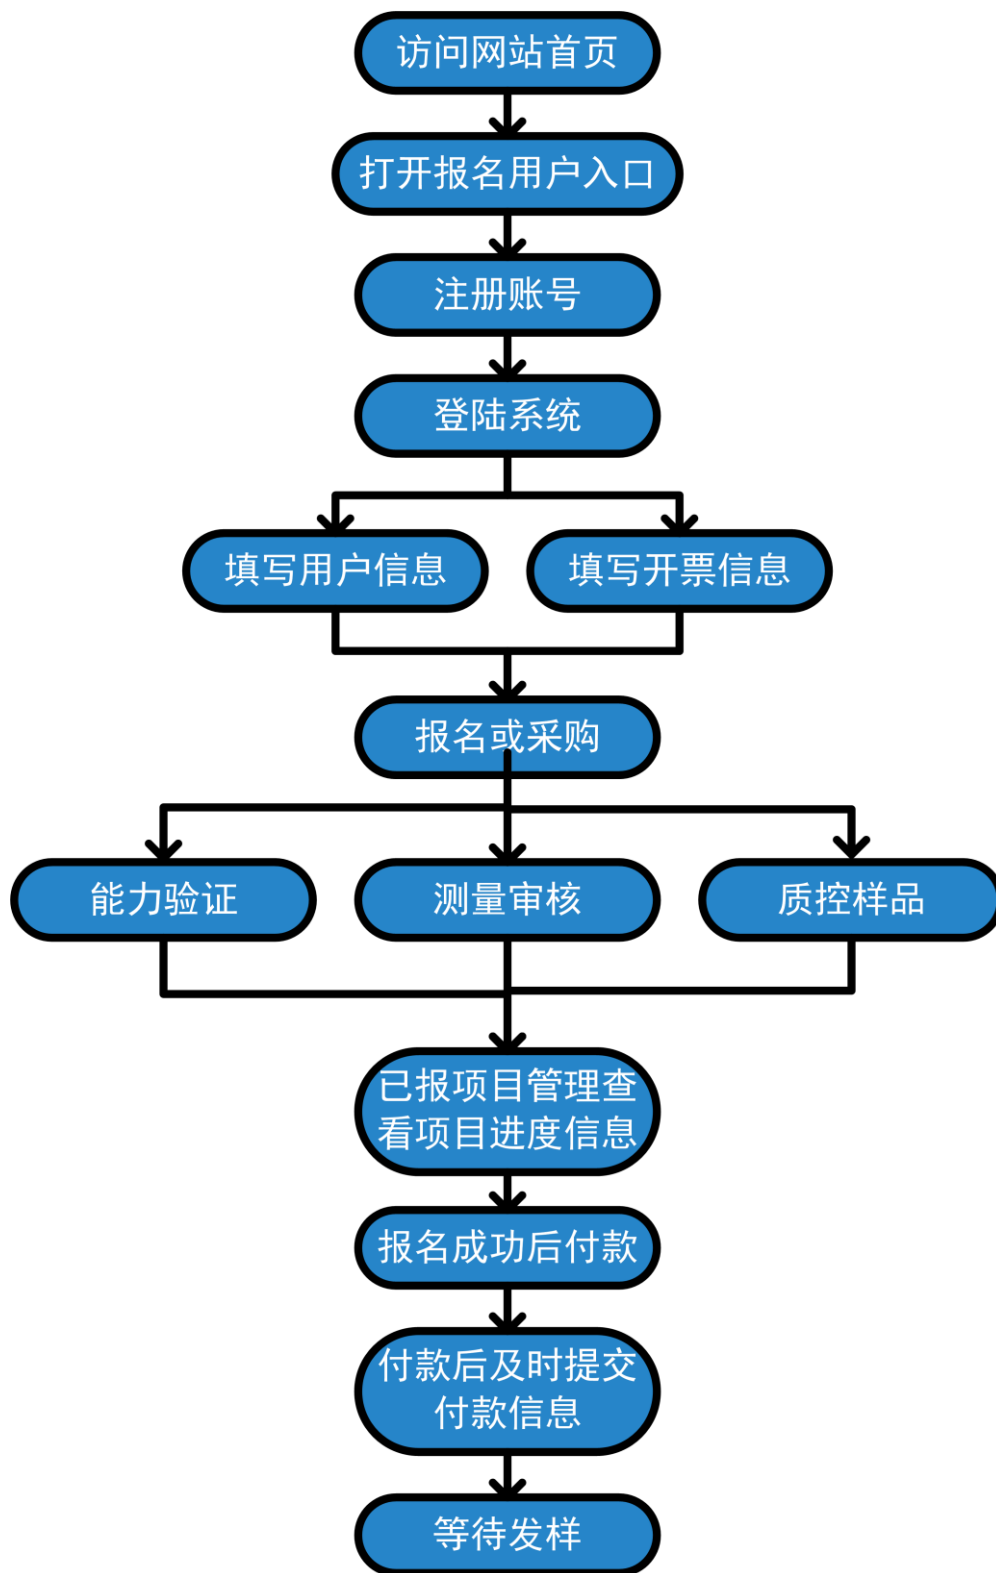 访问网站首页
打开报名用户入口
注册账号
登陆系统
填写用户信息
填写开票信息
报名或采购
能力验证
测量审核
质控样品
已报项目管理查
看项目进度信息
报名成功后付款
付款后及时提交
付款信息
等待发样